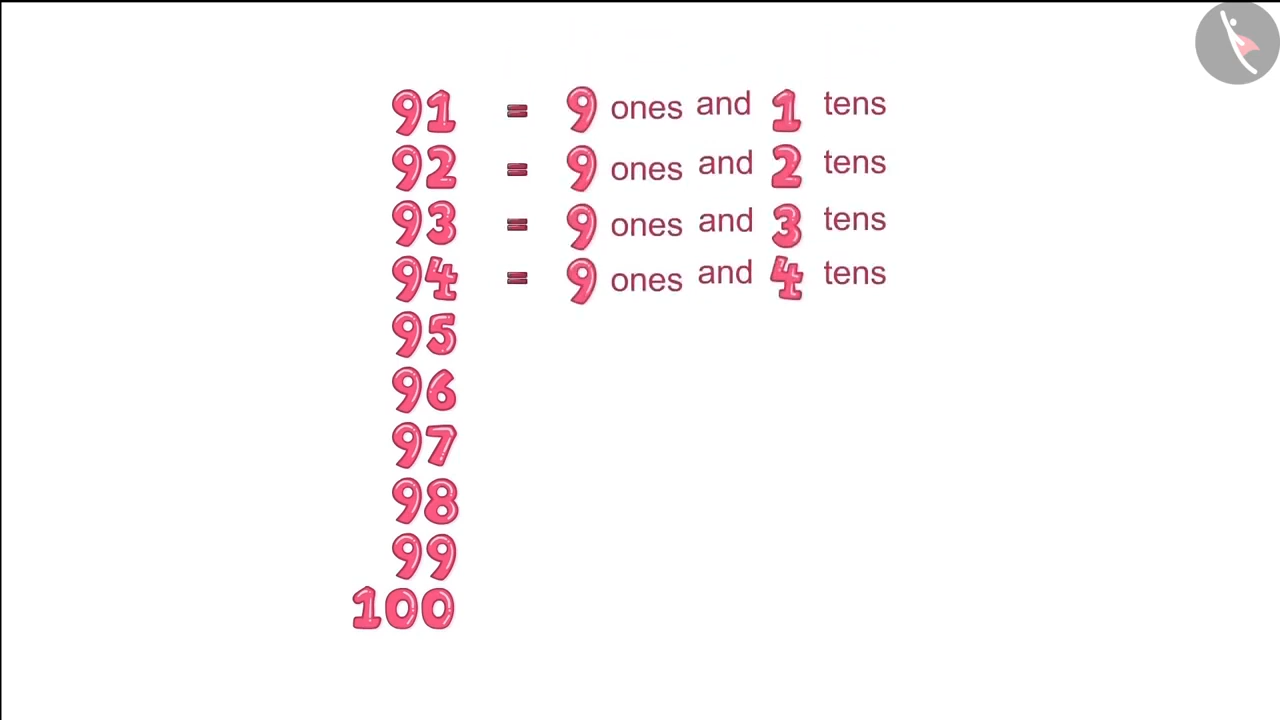 91 = 9 ones and 1 tens
92 = 9 ones and 2 tens
93 = 9 ones and 3 tens
94 = 9 ones and 4 tens
95
96
97
98
99
100